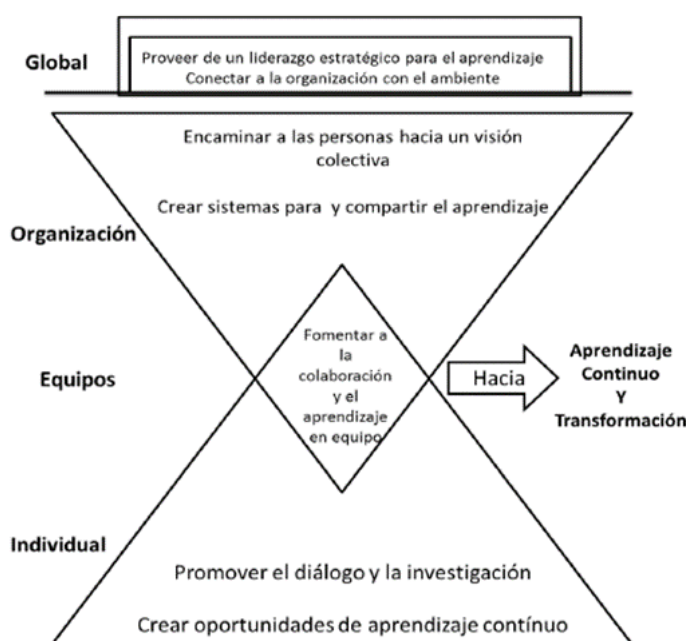 Global
Proveer de un liderazgo estratégico para el aprendizaje
Conectar a la organización con el ambiente
Encaminar a las personas hacia un visión
colectiva
Crear sistemas para y compartir el aprendizaje
Organización
Fomentar a
la
colaboración
y el
aprendizaje
en equipo
Equipos
Hacia
Aprendizaje
Continuo
Y
Transformación
Individual
Promover el diálogo y la investigación
Crear oportunidades de aprendizaje contínuo